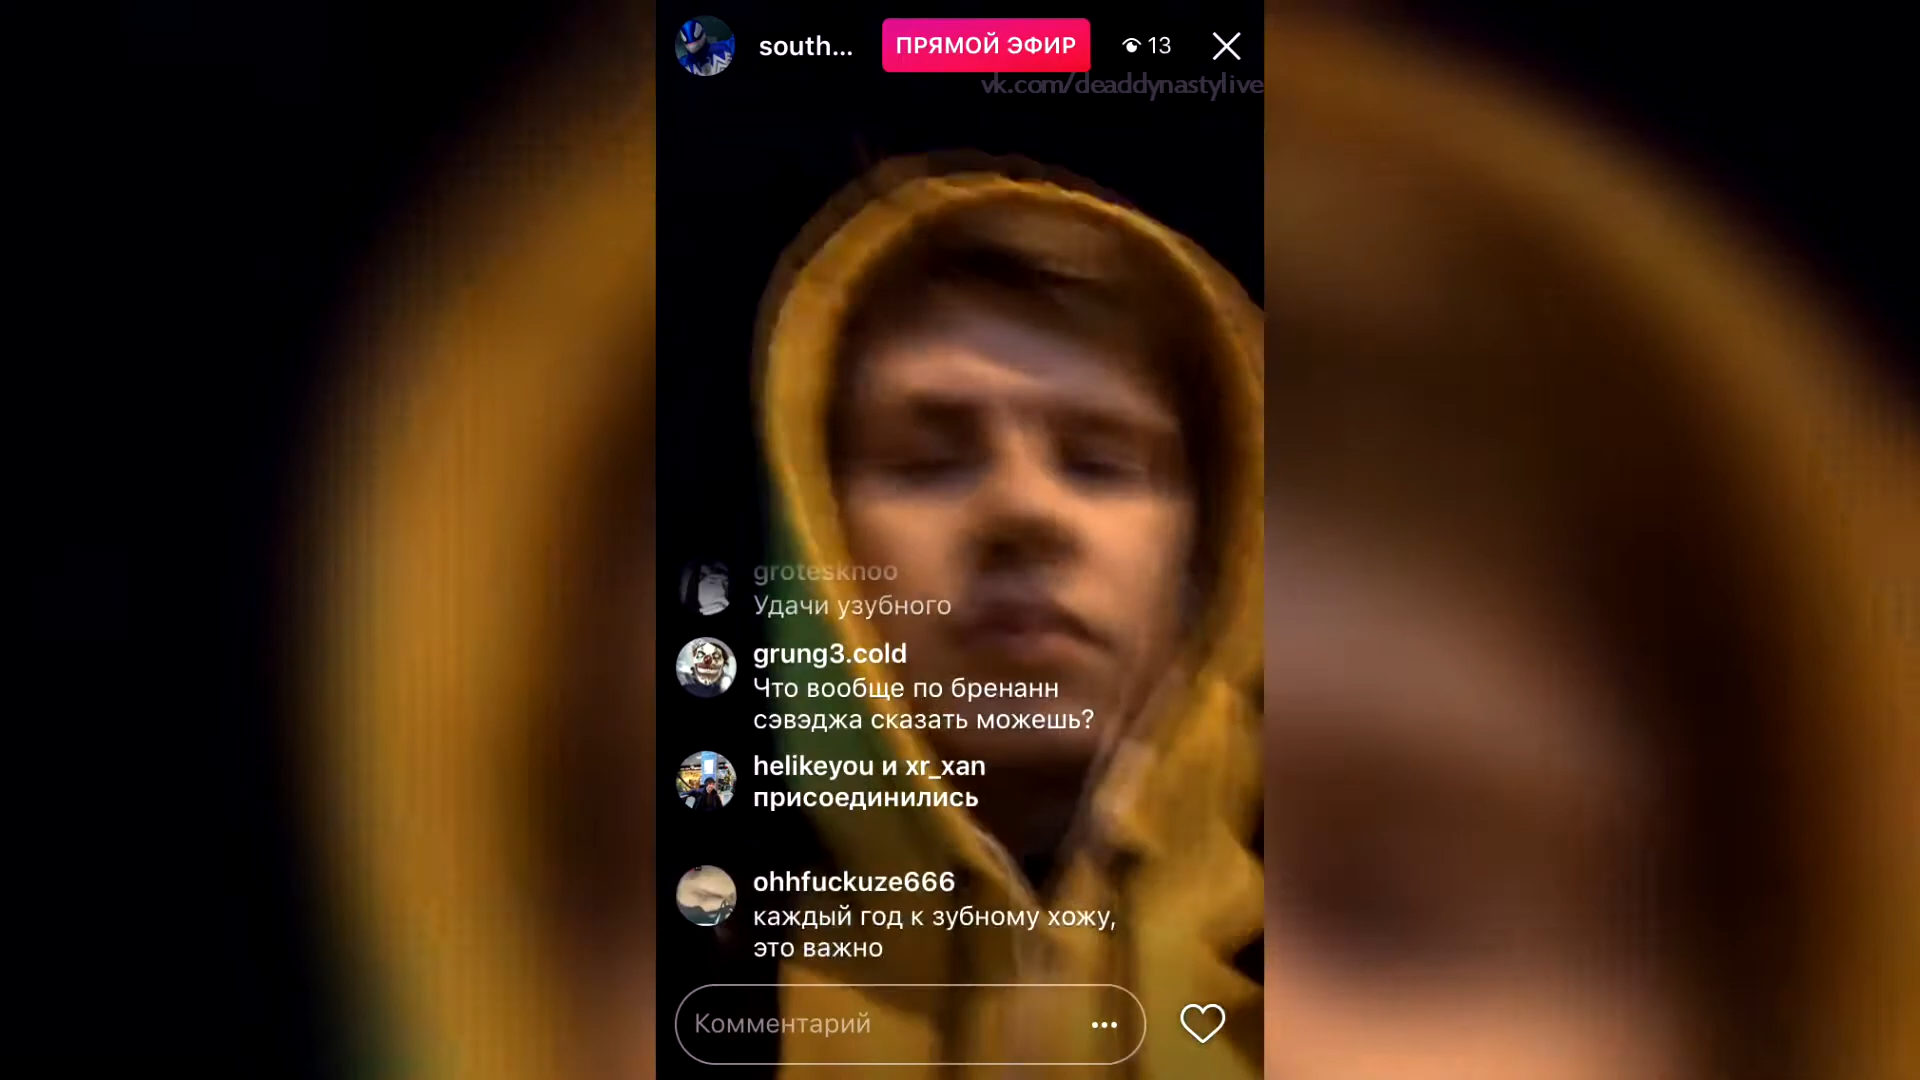 south...
ПРЯМОЙ ЭФИР
13
vk.com/deaddynastylive
grotesknoo
Удачи узубного
grung3.cold
Что вообще по бренанн
сэвэджа сказать можешь?
helikeyou и xr_xan
присоединились
ohhfuckuze666
каждый год к зубному хожу,
это важно
Комментарий